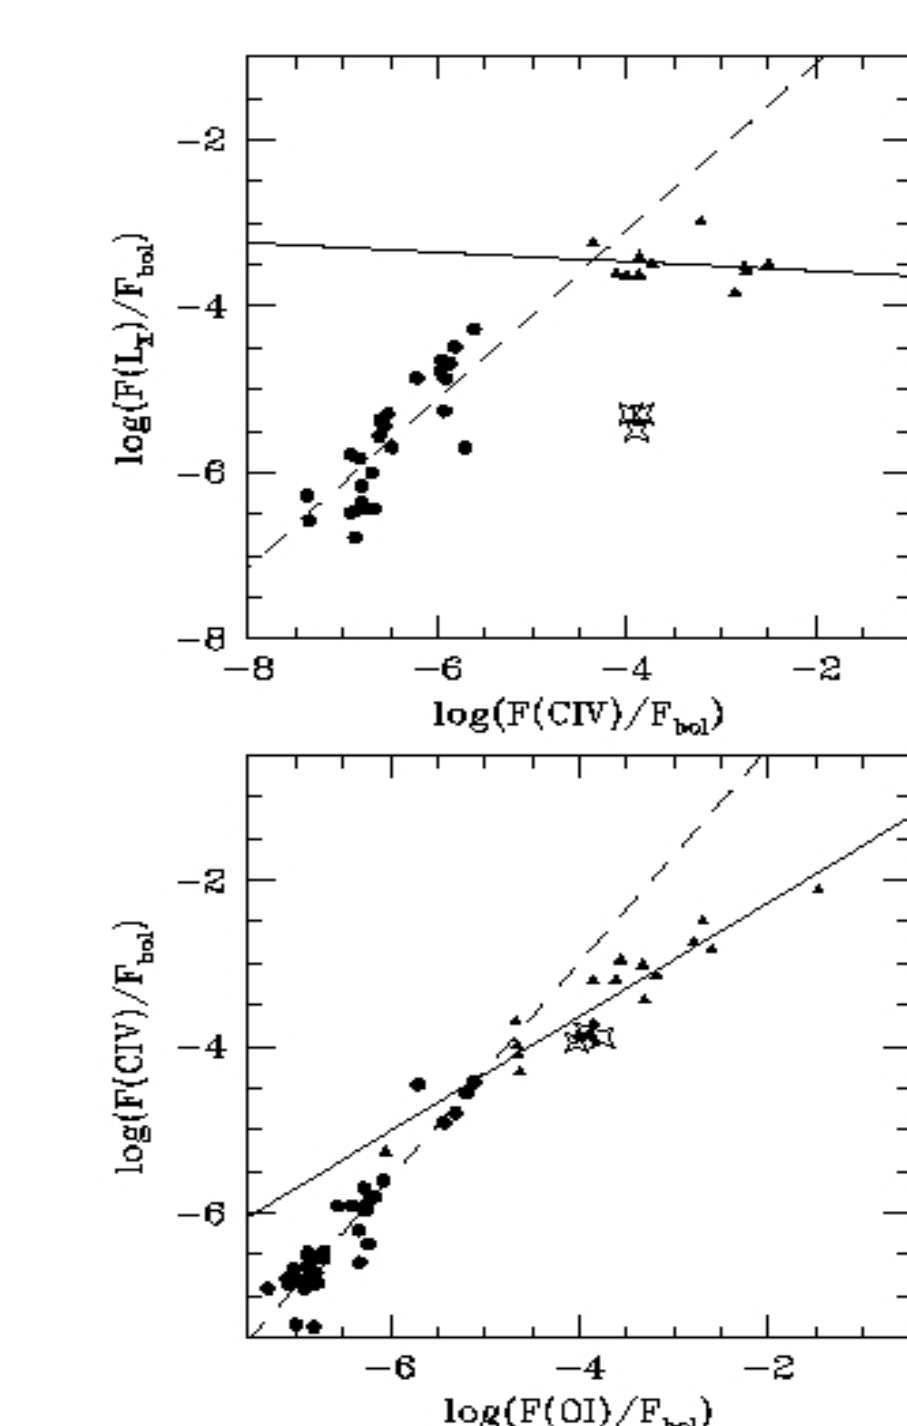 −2
−4
−6
−8
log(F(L_X)/F_bol)
−8 −6 −4 −2
log(F(CIV)/F_bol)
−2
−4
−6
log(F(CIV)/F_bol)
−6 −4 −2
log(F(OI)/F_bol)